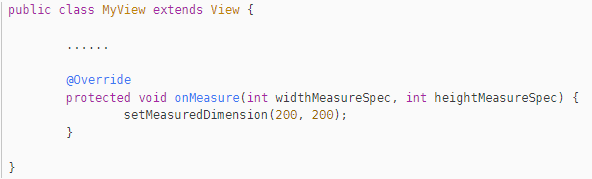 public class MyView extends View {
......
@Override
protected void onMeasure(int widthMeasureSpec, int heightMeasureSpec) {
setMeasuredDimension(200, 200);
}
}